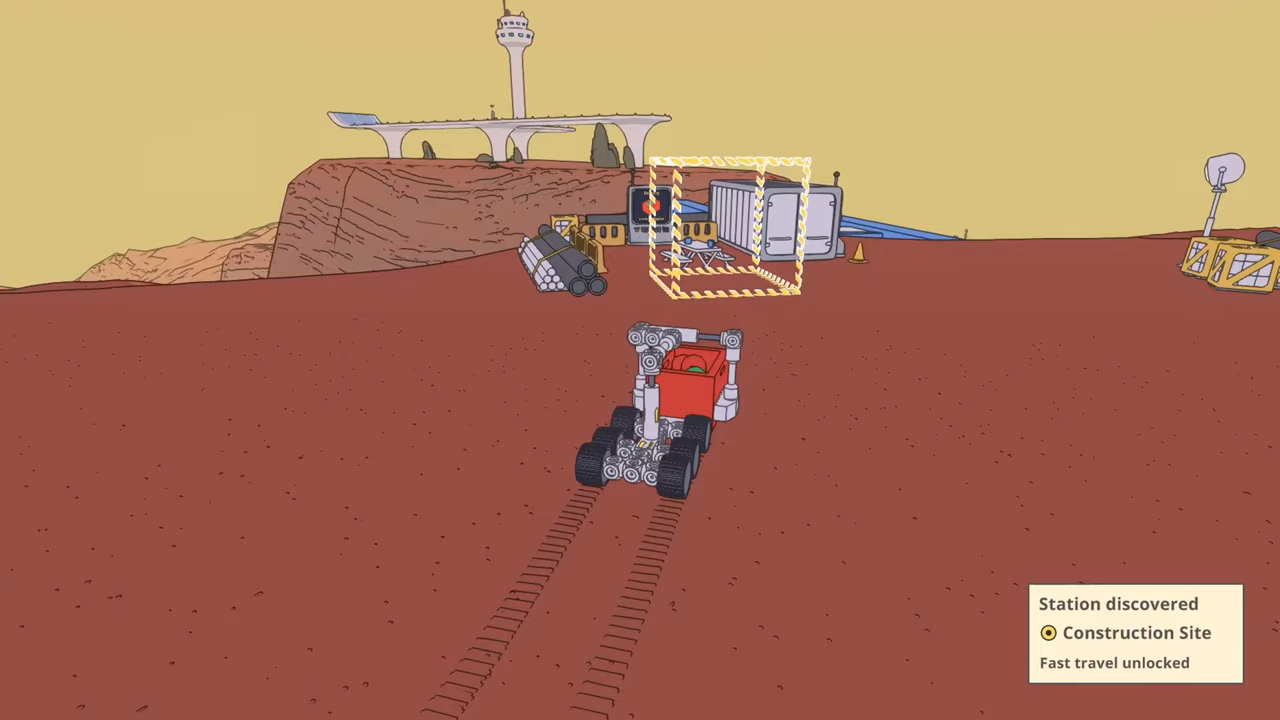 Station discovered
Construction Site
Fast travel unlocked